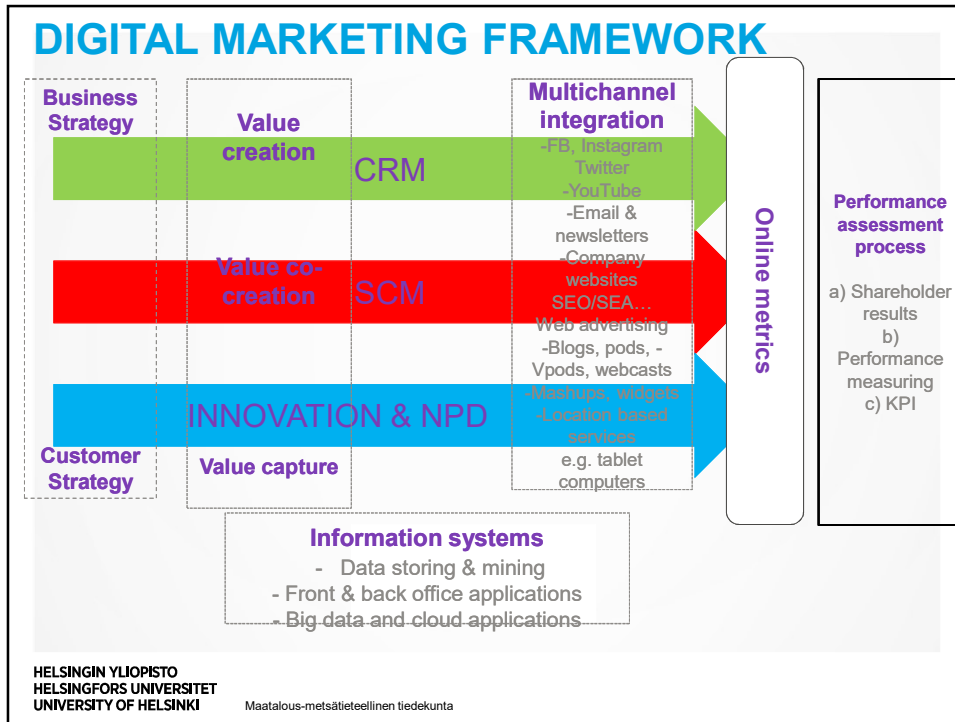 DIGITAL MARKETING FRAMEWORK
Business
Strategy
Customer
Strategy
Value
creation
Value co-
creation
Value capture
CRM
SCM
INNOVATION & NPD
Multichannel
integration
-FB, Instagram
Twitter
-YouTube
-Email &
newsletters
-Company
websites
SEO/SEA…
Web advertising
-Blogs, pods, -
Vpods, webcasts
-Mashups, widgets
-Location based
services
e.g. tablet
computers
Online metrics
Performance
assessment
process
a) Shareholder
results
b)
Performance
measuring
c) KPI
Information systems
- Data storing & mining
- Front & back office applications
- Big data and cloud applications
HELSINGIN YLIOPISTO
HELSINGFORS UNIVERSITET
UNIVERSITY OF HELSINKI
Maatalous-metsätieteellinen tiedekunta